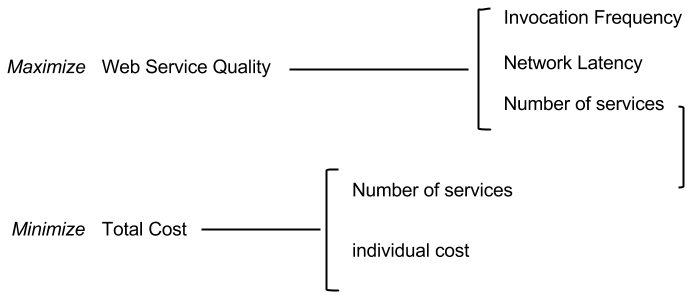 Invocation Frequency
Maximize Web Service Quality
Network Latency
Number of services
Number of services
Minimize Total Cost
individual cost